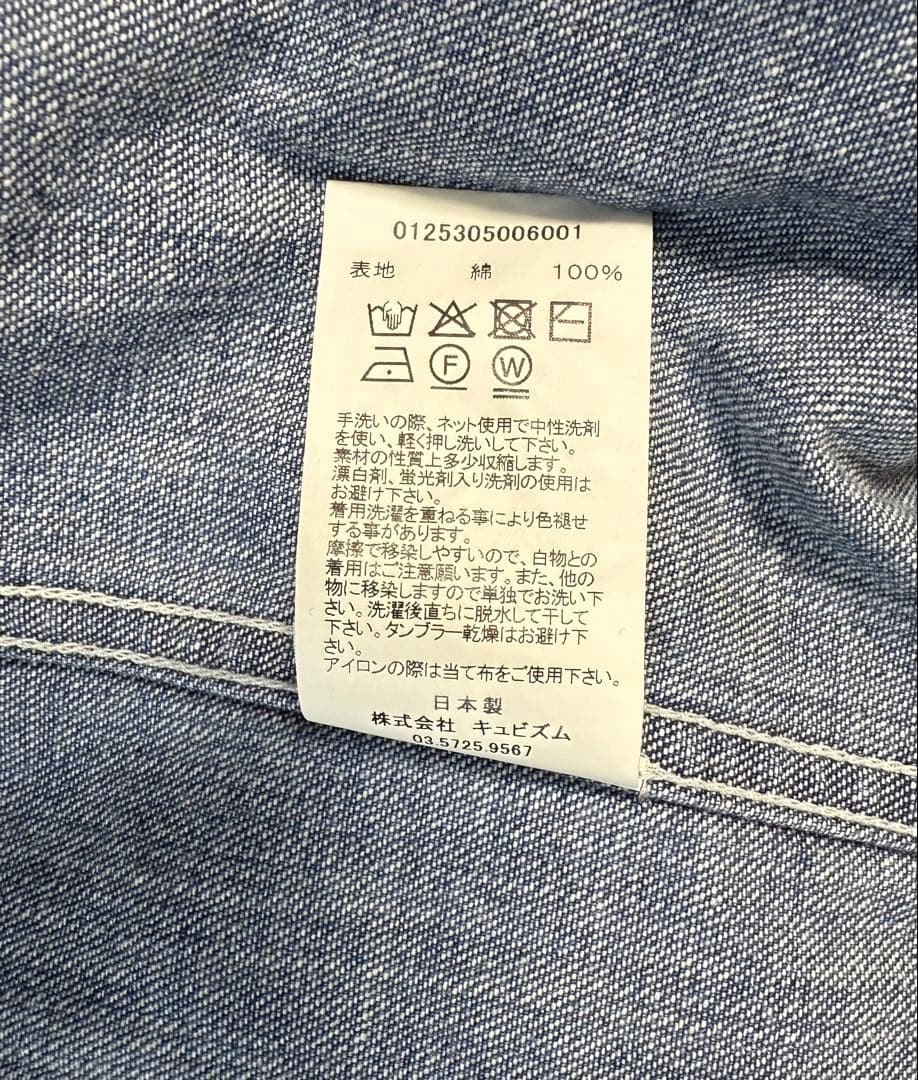 0125305006001
表地 綿 100%
F W
手洗いの際、ネット使用で中性洗剤
を使い、軽く押し洗いして下さい。
素材の性質上多少収縮します。
漂白剤、蛍光剤入り洗剤の使用は
お避け下さい。
着用洗濯を重ねる事により色褪せ
する事があります。
摩擦で移染しやすいので、白物との
着用はご注意願います。また、他の
物に移染しますので単独でお洗い下
さい。洗濯後直ちに脱水して干して
下さい。タンブラー乾燥はお避け下
さい。
アイロンの際は当て布をご使用下さい。
日本製
株式会社 キュビズム
03.5725.9567